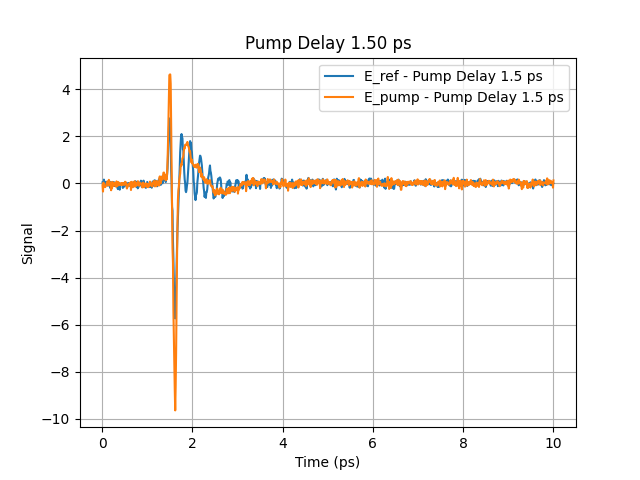 Pump Delay 1.50 ps
E_ref - Pump Delay 1.5 ps
E_pump - Pump Delay 1.5 ps
4
2
0
−2
−4
−6
−8
−10
Signal
0 2 4 6 8 10
Time (ps)